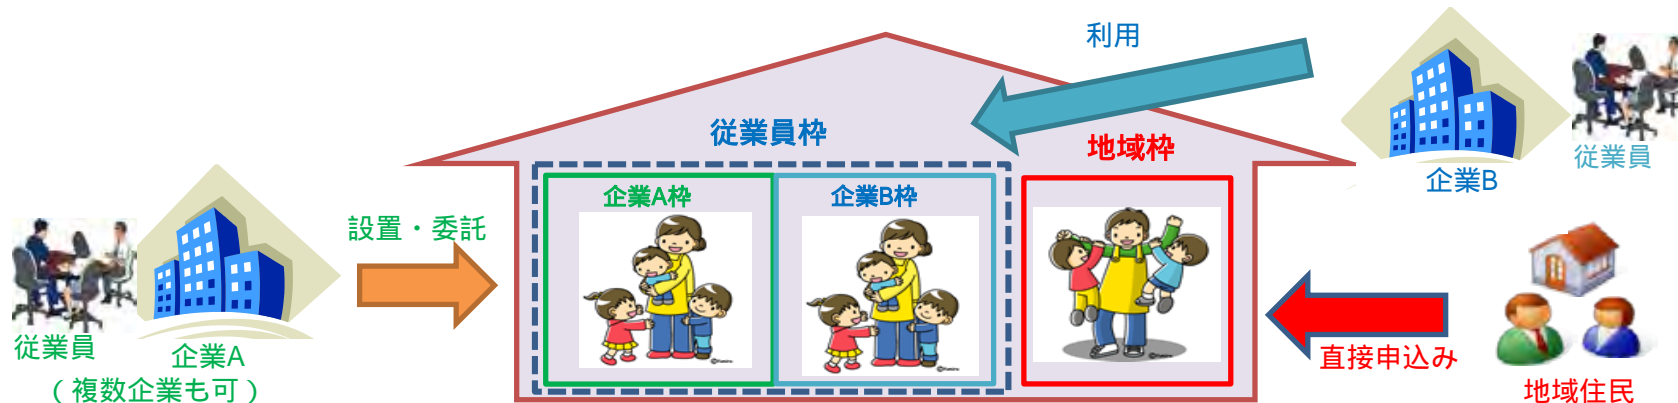 利用
従業員枠
地域枠
従業員
企業B
企業A枠
企業B枠
設置・委託
従業員
企業A
（複数企業も可）
直接申込み
地域住民